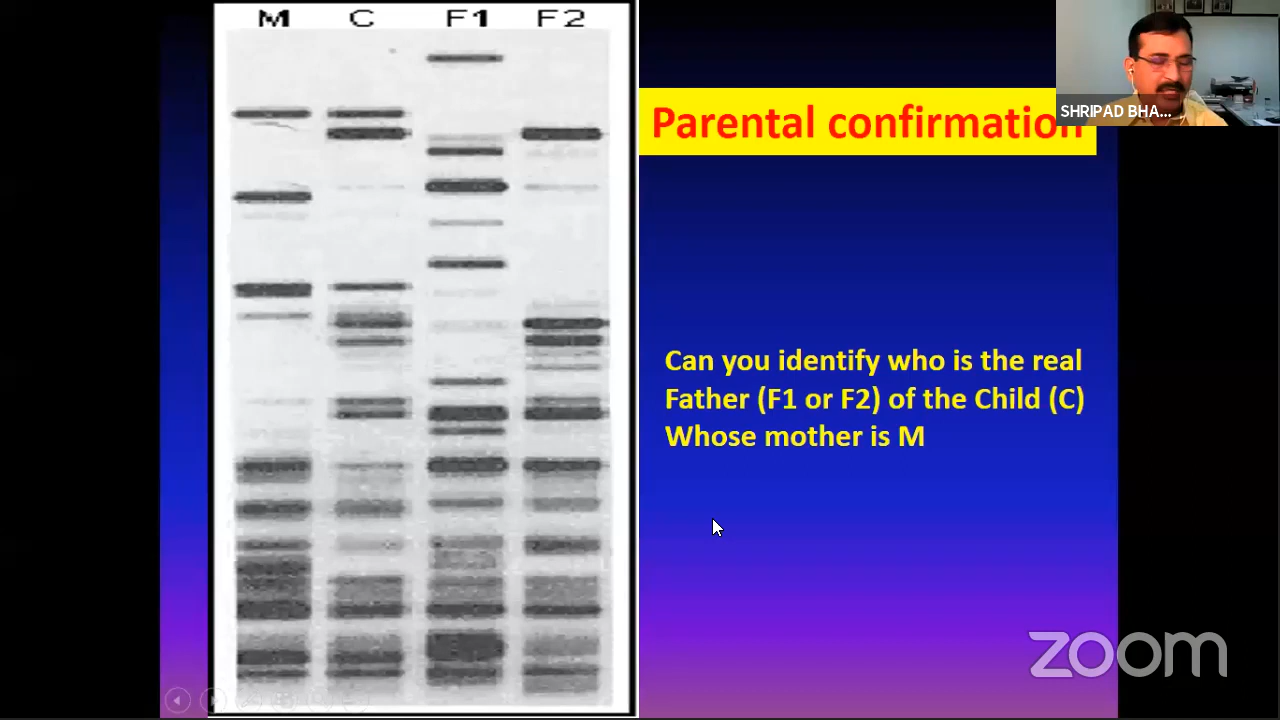 M C F1 F2
Parental confirmation
SHRIPAD BHA...
Can you identify who is the real
Father (F1 or F2) of the Child (C)
Whose mother is M
zoom